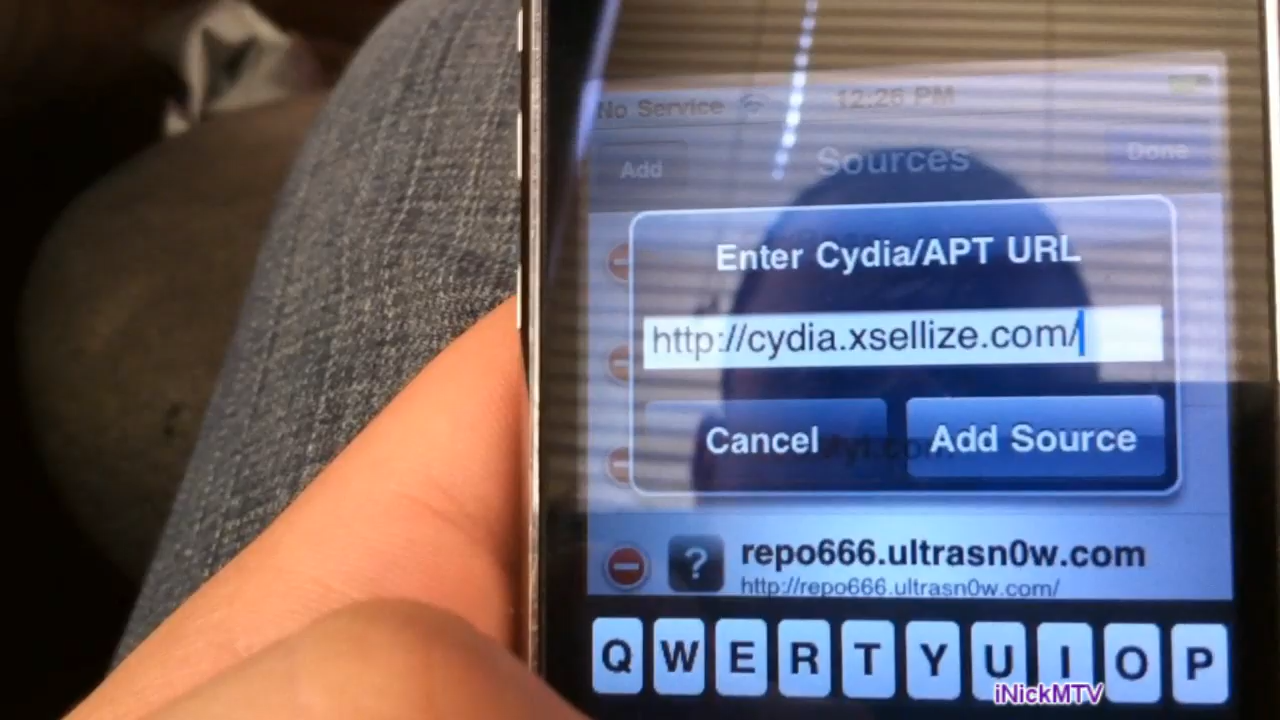 No Service 12:26 PM
Add Sources Done
Enter Cydia/APT URL
http://cydia.xsellize.com/
Cancel Add Source
repo666.ultrasn0w.com
http://repo666.ultrasn0w.com/
Q W E R T Y U I O P
iNickMTV